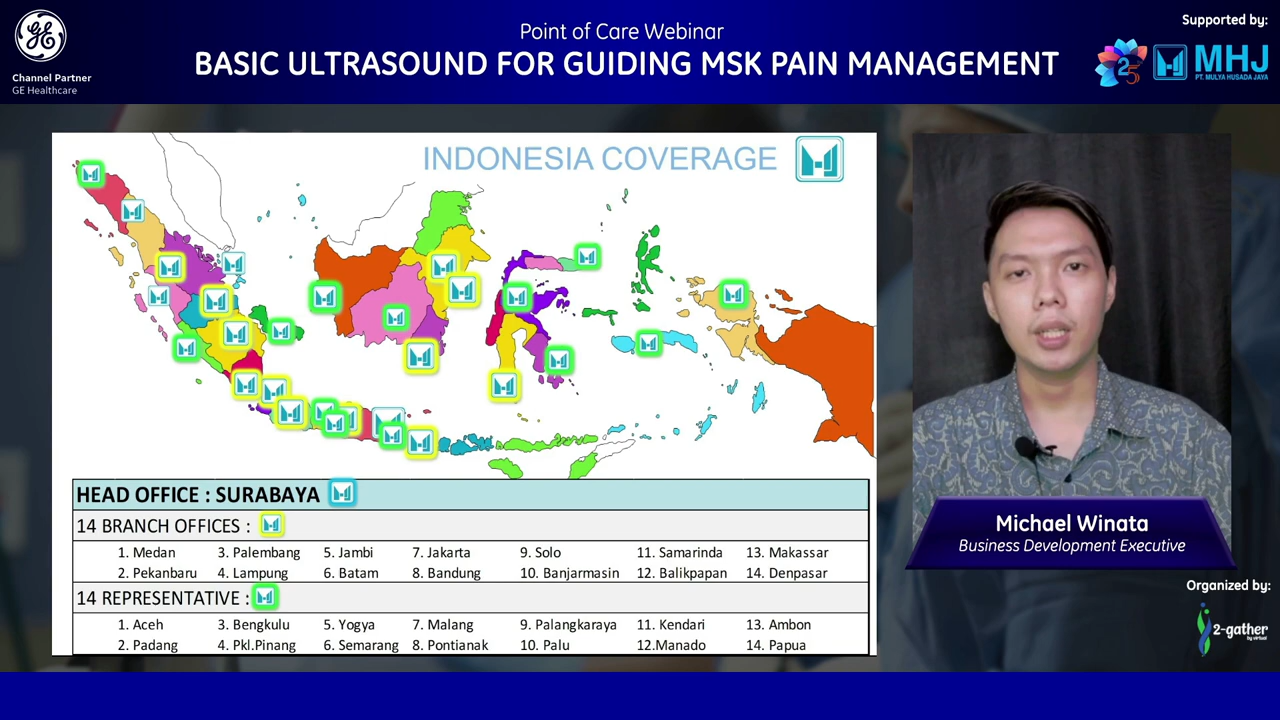 Channel Partner
GE Healthcare
Point of Care Webinar
BASIC ULTRASOUND FOR GUIDING MSK PAIN MANAGEMENT
Supported by:
25
MHJ
PT. MULYA HUSADA JAYA
INDONESIA COVERAGE
HEAD OFFICE : SURABAYA
14 BRANCH OFFICES :
1. Medan 3. Palembang 5. Jambi 7. Jakarta 9. Solo 11. Samarinda 13. Makassar
2. Pekanbaru 4. Lampung 6. Batam 8. Bandung 10. Banjarmasin 12. Balikpapan 14. Denpasar
14 REPRESENTATIVE :
1. Aceh 3. Bengkulu 5. Yogya 7. Malang 9. Palangkaraya 11. Kendari 13. Ambon
2. Padang 4. Pkl.Pinang 6. Semarang 8. Pontianak 10. Palu 12.Manado 14. Papua
Michael Winata
Business Development Executive
Organized by:
2-gather
by virtual